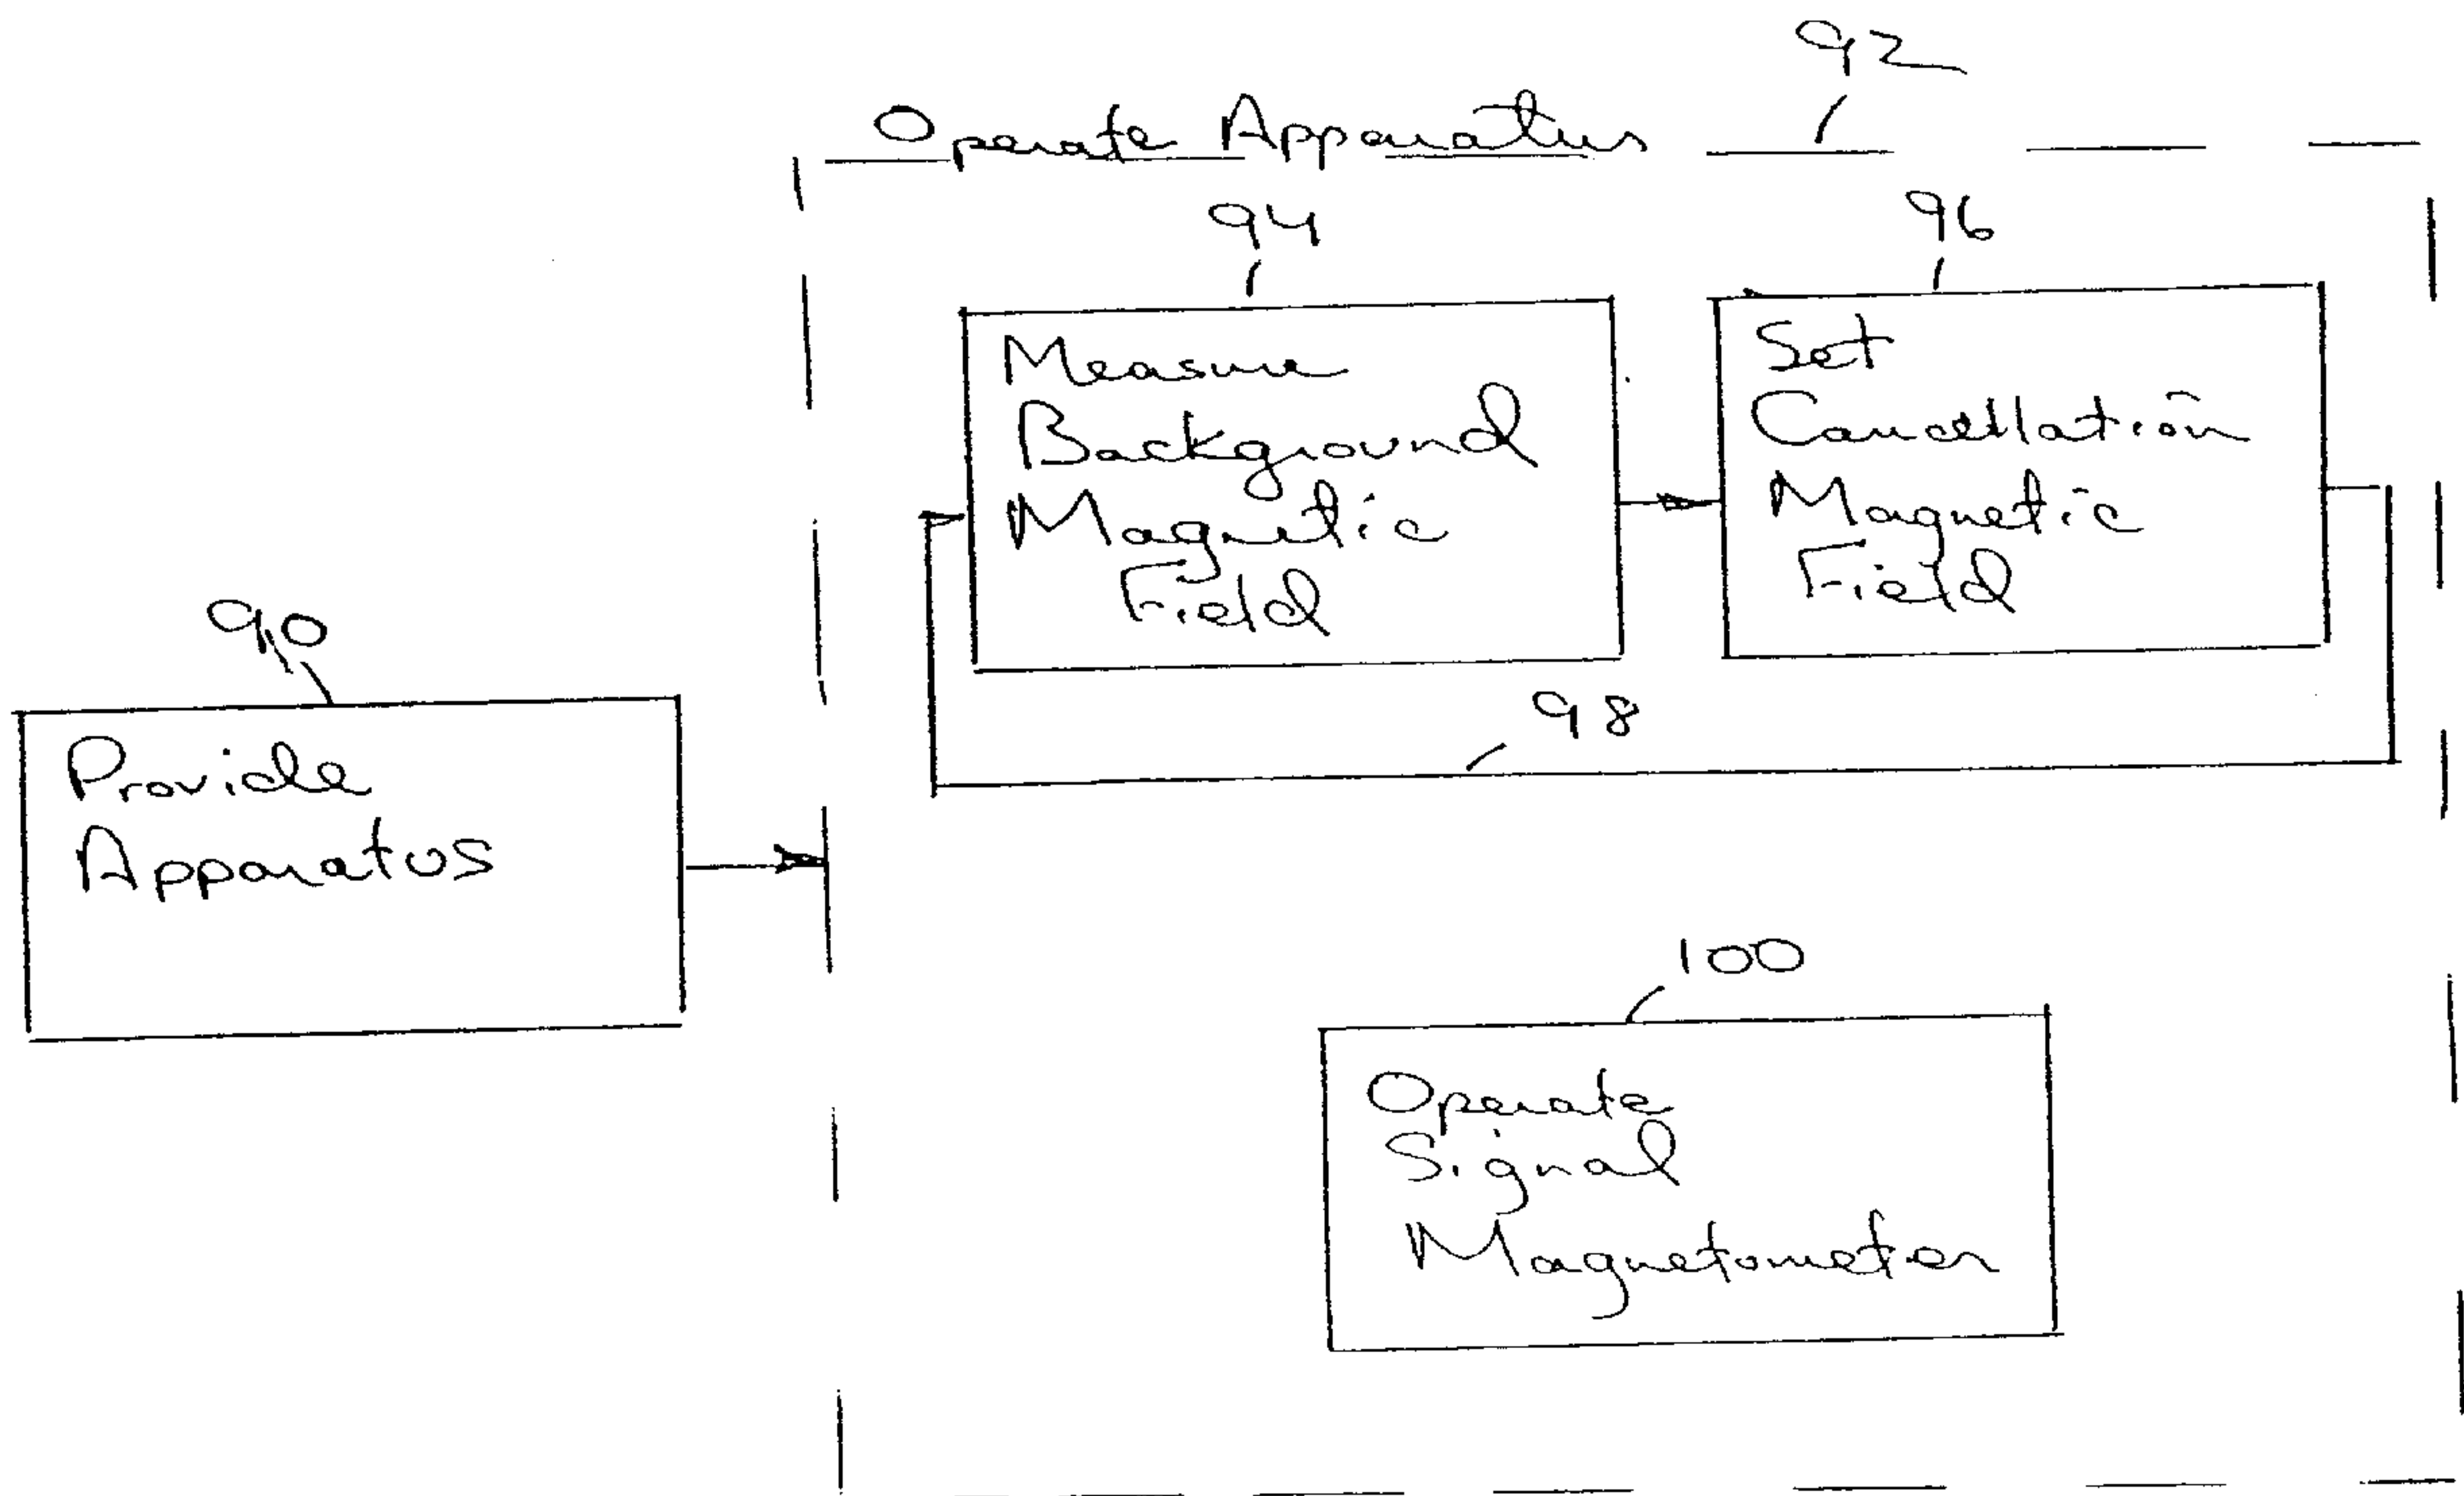 92
Operate Apparatus
94
96
Measure
Background
Magnetic
Field
Set
Cancellation
Magnetic
Field
90
98
Provide
Apparatus
100
Operate
Signal
Magnetometer